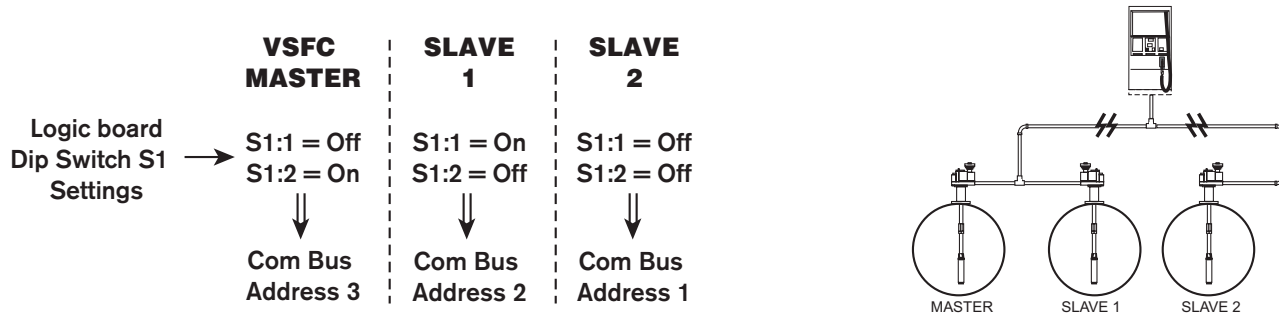 VSFC
MASTER
SLAVE
1
SLAVE
2
Logic board
Dip Switch S1
Settings
S1:1 = Off
S1:2 = On
S1:1 = On
S1:2 = Off
S1:1 = Off
S1:2 = Off
Com Bus
Address 3
Com Bus
Address 2
Com Bus
Address 1
MASTER
SLAVE 1
SLAVE 2